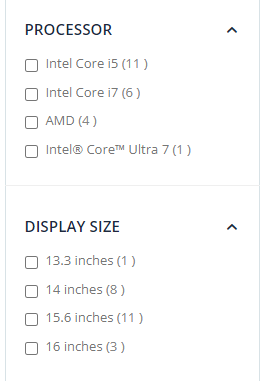 PROCESSOR
Intel Core i5 (11 )
Intel Core i7 (6 )
AMD (4 )
Intel® Core™ Ultra 7 (1 )
DISPLAY SIZE
13.3 inches (1 )
14 inches (8 )
15.6 inches (11 )
16 inches (3 )